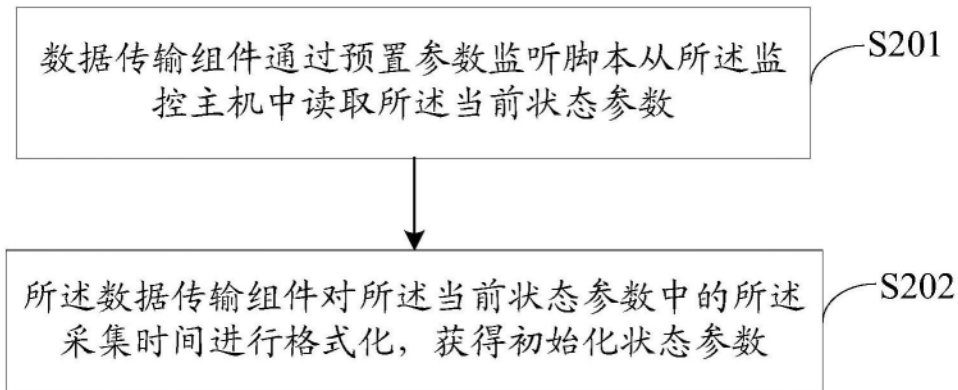 数据传输组件通过预置参数监听脚本从所述监
控主机中读取所述当前状态参数
S201
所述数据传输组件对所述当前状态参数中的所述
采集时间进行格式化，获得初始化状态参数
S202